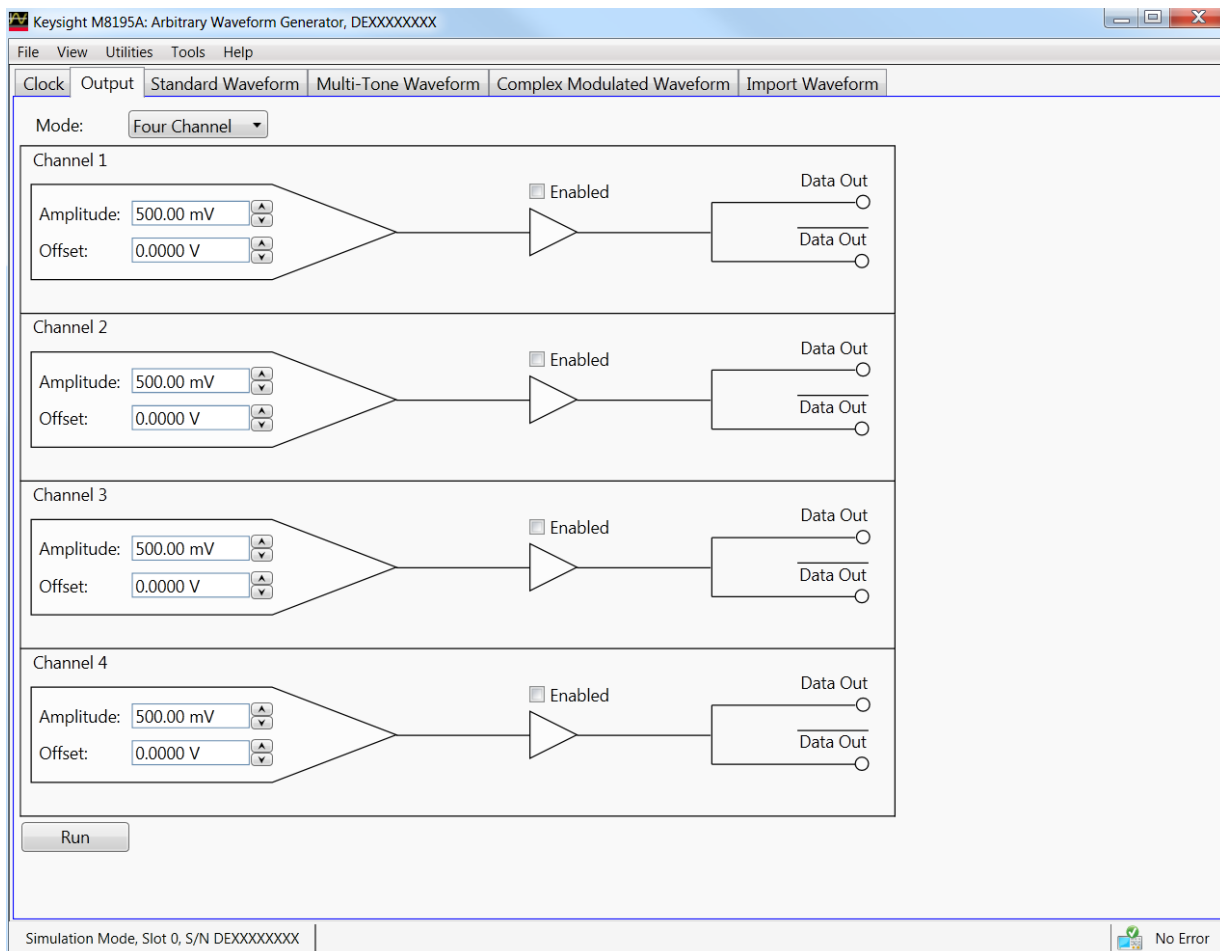 Keysight M8195A: Arbitrary Waveform Generator, DEXXXXXXXX
File View Utilities Tools Help
Clock Output Standard Waveform Multi-Tone Waveform Complex Modulated Waveform Import Waveform
Mode: Four Channel
Channel 1
Enabled
Data Out
Amplitude: 500.00 mV
Data Out
Offset: 0.0000 V
Channel 2
Enabled
Data Out
Amplitude: 500.00 mV
Data Out
Offset: 0.0000 V
Channel 3
Enabled
Data Out
Amplitude: 500.00 mV
Data Out
Offset: 0.0000 V
Channel 4
Enabled
Data Out
Amplitude: 500.00 mV
Data Out
Offset: 0.0000 V
Run
Simulation Mode, Slot 0, S/N DEXXXXXXXX No Error